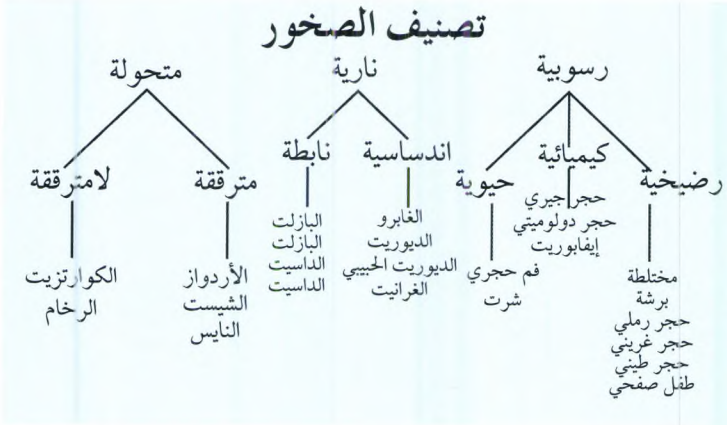 تصنيف الصخور
رسوبية
نارية
متحولة
رضيخية
كيميائية
حيوية
اندساسية
نابطة
مترققة
لامترققة
مختلطة
برشة
حجر رملي
حجر غريني
حجر طيني
طفل صفحي
حجر جيري
حجر دولوميتي
إيفابوريت
فم حجري
شرت
الغابرو
الديوريت
الديوريت الحبيبي
الغرانيت
البازلت
البازلت
الداسيت
الداسيت
الأردواز
الشيست
النايس
الكوارتزيت
الرخام